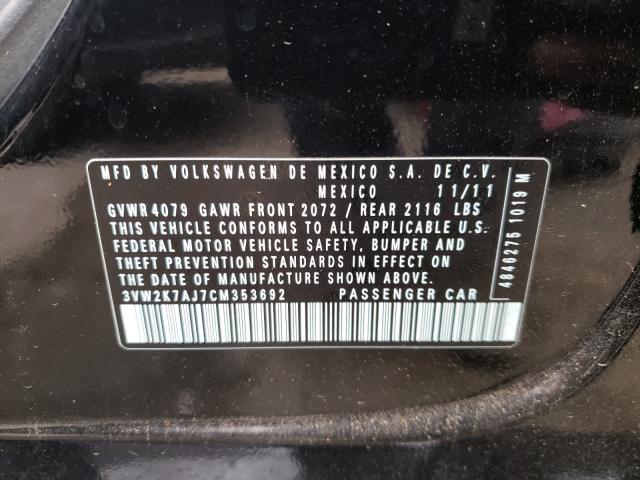 MFD BY VOLKSWAGEN DE MEXICO S.A. DE C.V.
MEXICO 11/11
GVWR 4079 GAWR FRONT 2072 / REAR 2116 LBS
THIS VEHICLE CONFORMS TO ALL APPLICABLE U.S.
FEDERAL MOTOR VEHICLE SAFETY, BUMPER AND
THEFT PREVENTION STANDARDS IN EFFECT ON
THE DATE OF MANUFACTURE SHOWN ABOVE.
3VW2K7AJ7CM353692 PASSENGER CAR
4846275 1019 M